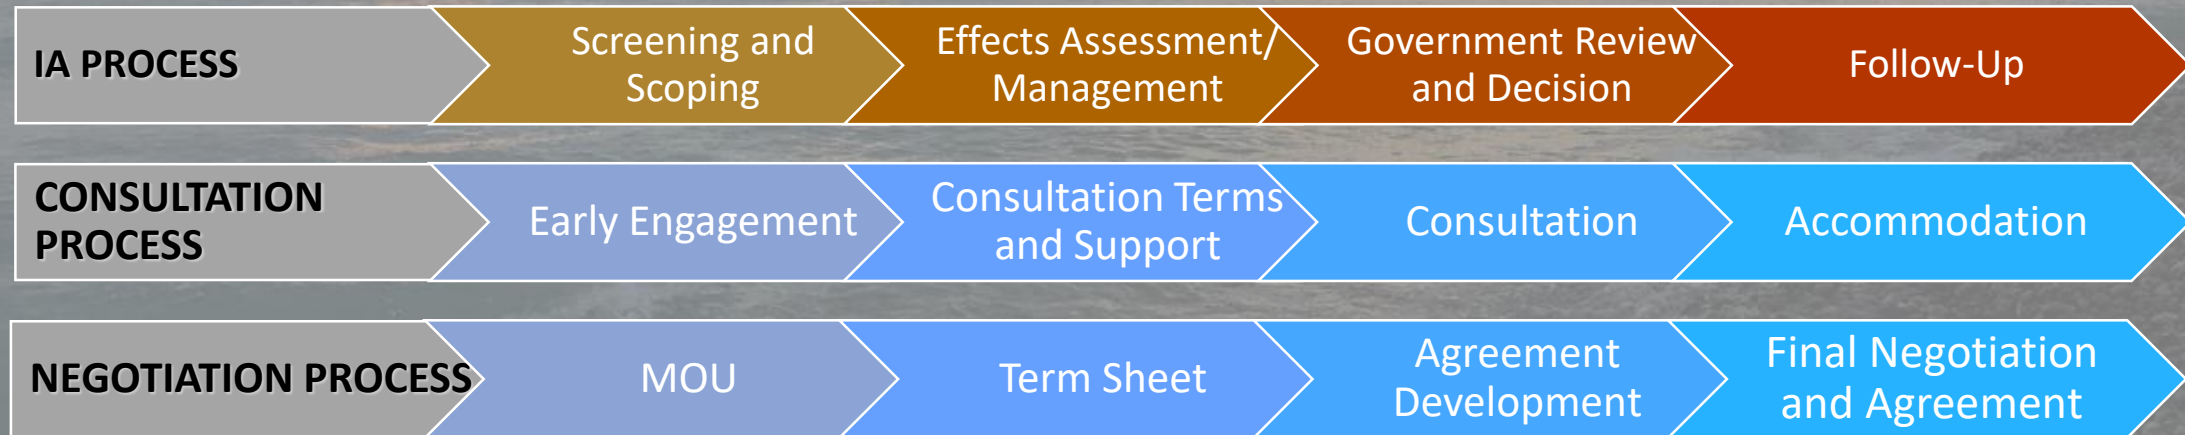 IA PROCESS
Screening and
Scoping
Effects Assessment/
Management
Government Review
and Decision
Follow-Up
CONSULTATION
PROCESS
Early Engagement
Consultation Terms
and Support
Consultation
Accommodation
NEGOTIATION PROCESS
MOU
Term Sheet
Agreement
Development
Final Negotiation
and Agreement